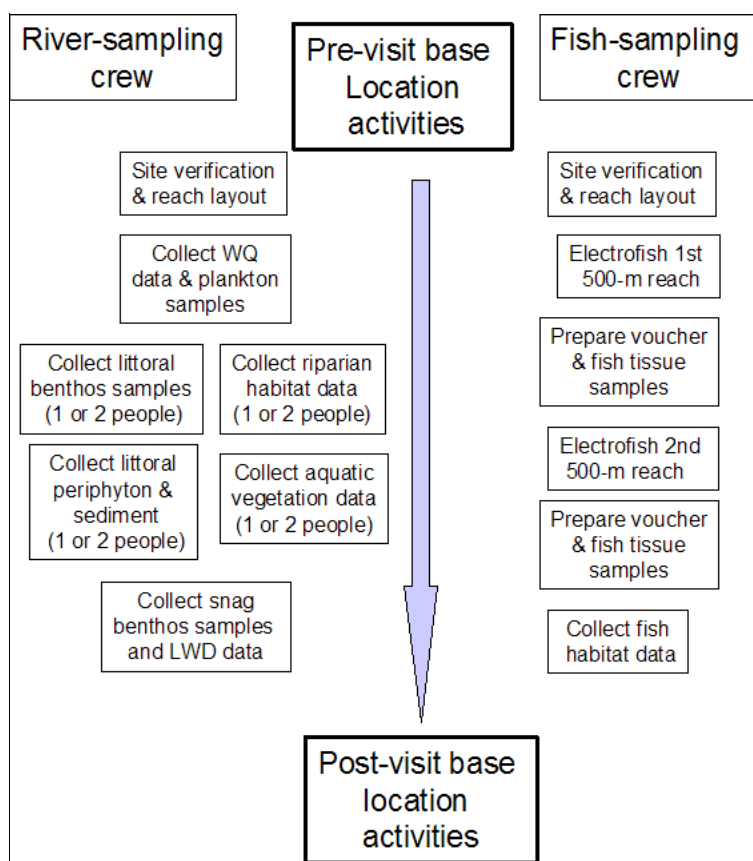 River-sampling
crew
Pre-visit base
Location
activities
Fish-sampling
crew
Site verification
& reach layout
Collect WQ
data & plankton
samples
Collect littoral
benthos samples
(1 or 2 people)
Collect riparian
habitat data
(1 or 2 people)
Collect littoral
periphyton &
sediment
(1 or 2 people)
Collect aquatic
vegetation data
(1 or 2 people)
Collect snag
benthos samples
and LWD data
Site verification
& reach layout
Electrofish 1st
500-m reach
Prepare voucher
& fish tissue
samples
Electrofish 2nd
500-m reach
Prepare voucher
& fish tissue
samples
Collect fish
habitat data
Post-visit base
location
activities